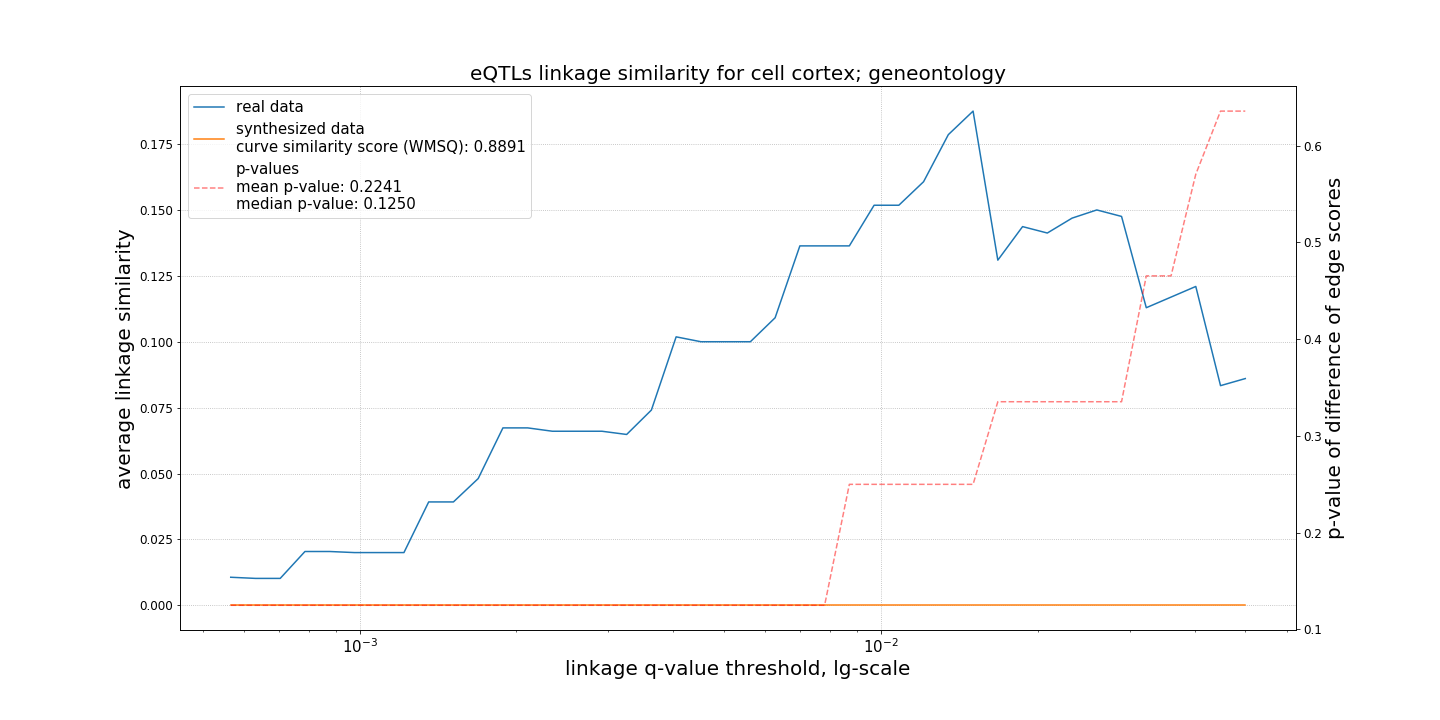 eQTLs linkage similarity for cell cortex; geneontology
real data
synthesized data
curve similarity score (WMSQ): 0.8891
p-values
mean p-value: 0.2241
median p-value: 0.1250
average linkage similarity
0.175
0.150
0.125
0.100
0.075
0.050
0.025
0.000
0.6
0.5
0.4
0.3
0.2
0.1
p-value of difference of edge scores
10⁻³
10⁻²
linkage q-value threshold, lg-scale